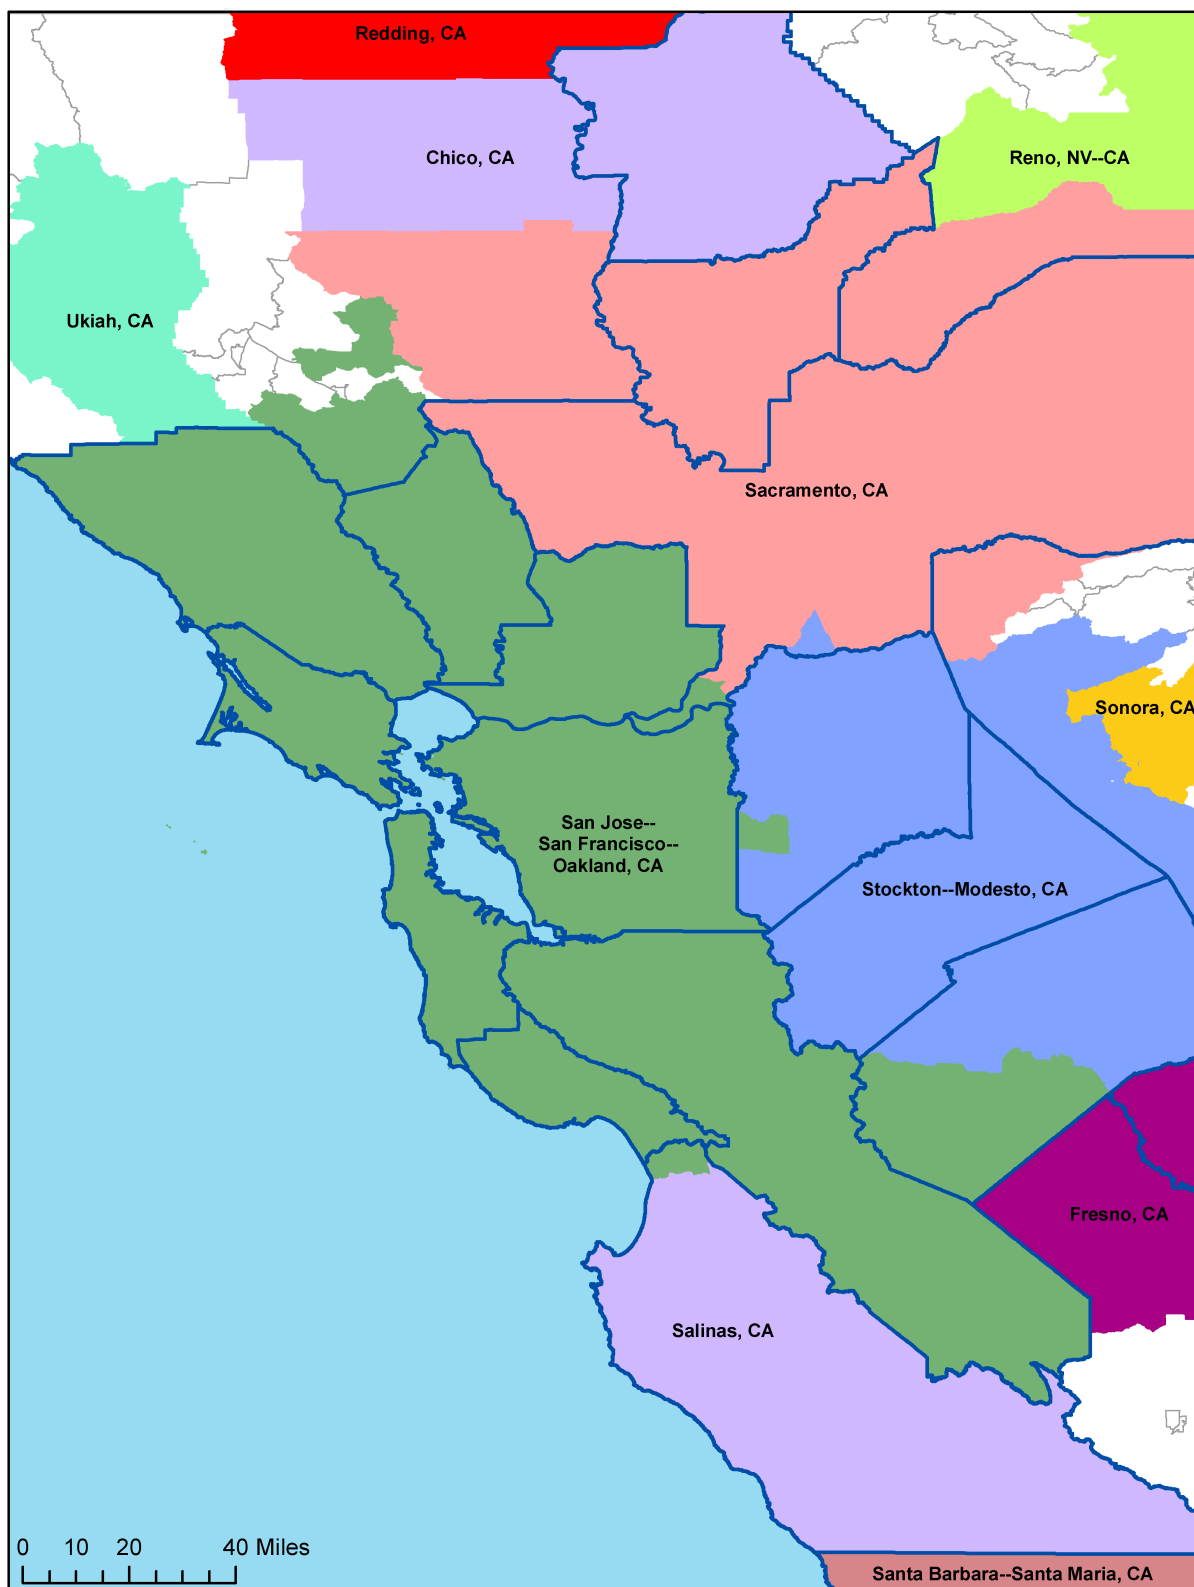 Redding, CA
Chico, CA
Reno, NV--CA
Ukiah, CA
Sacramento, CA
Sonora, CA
San Jose--
San Francisco--
Oakland, CA
Stockton--Modesto, CA
Fresno, CA
Salinas, CA
0 10 20 40 Miles
Santa Barbara--Santa Maria, CA